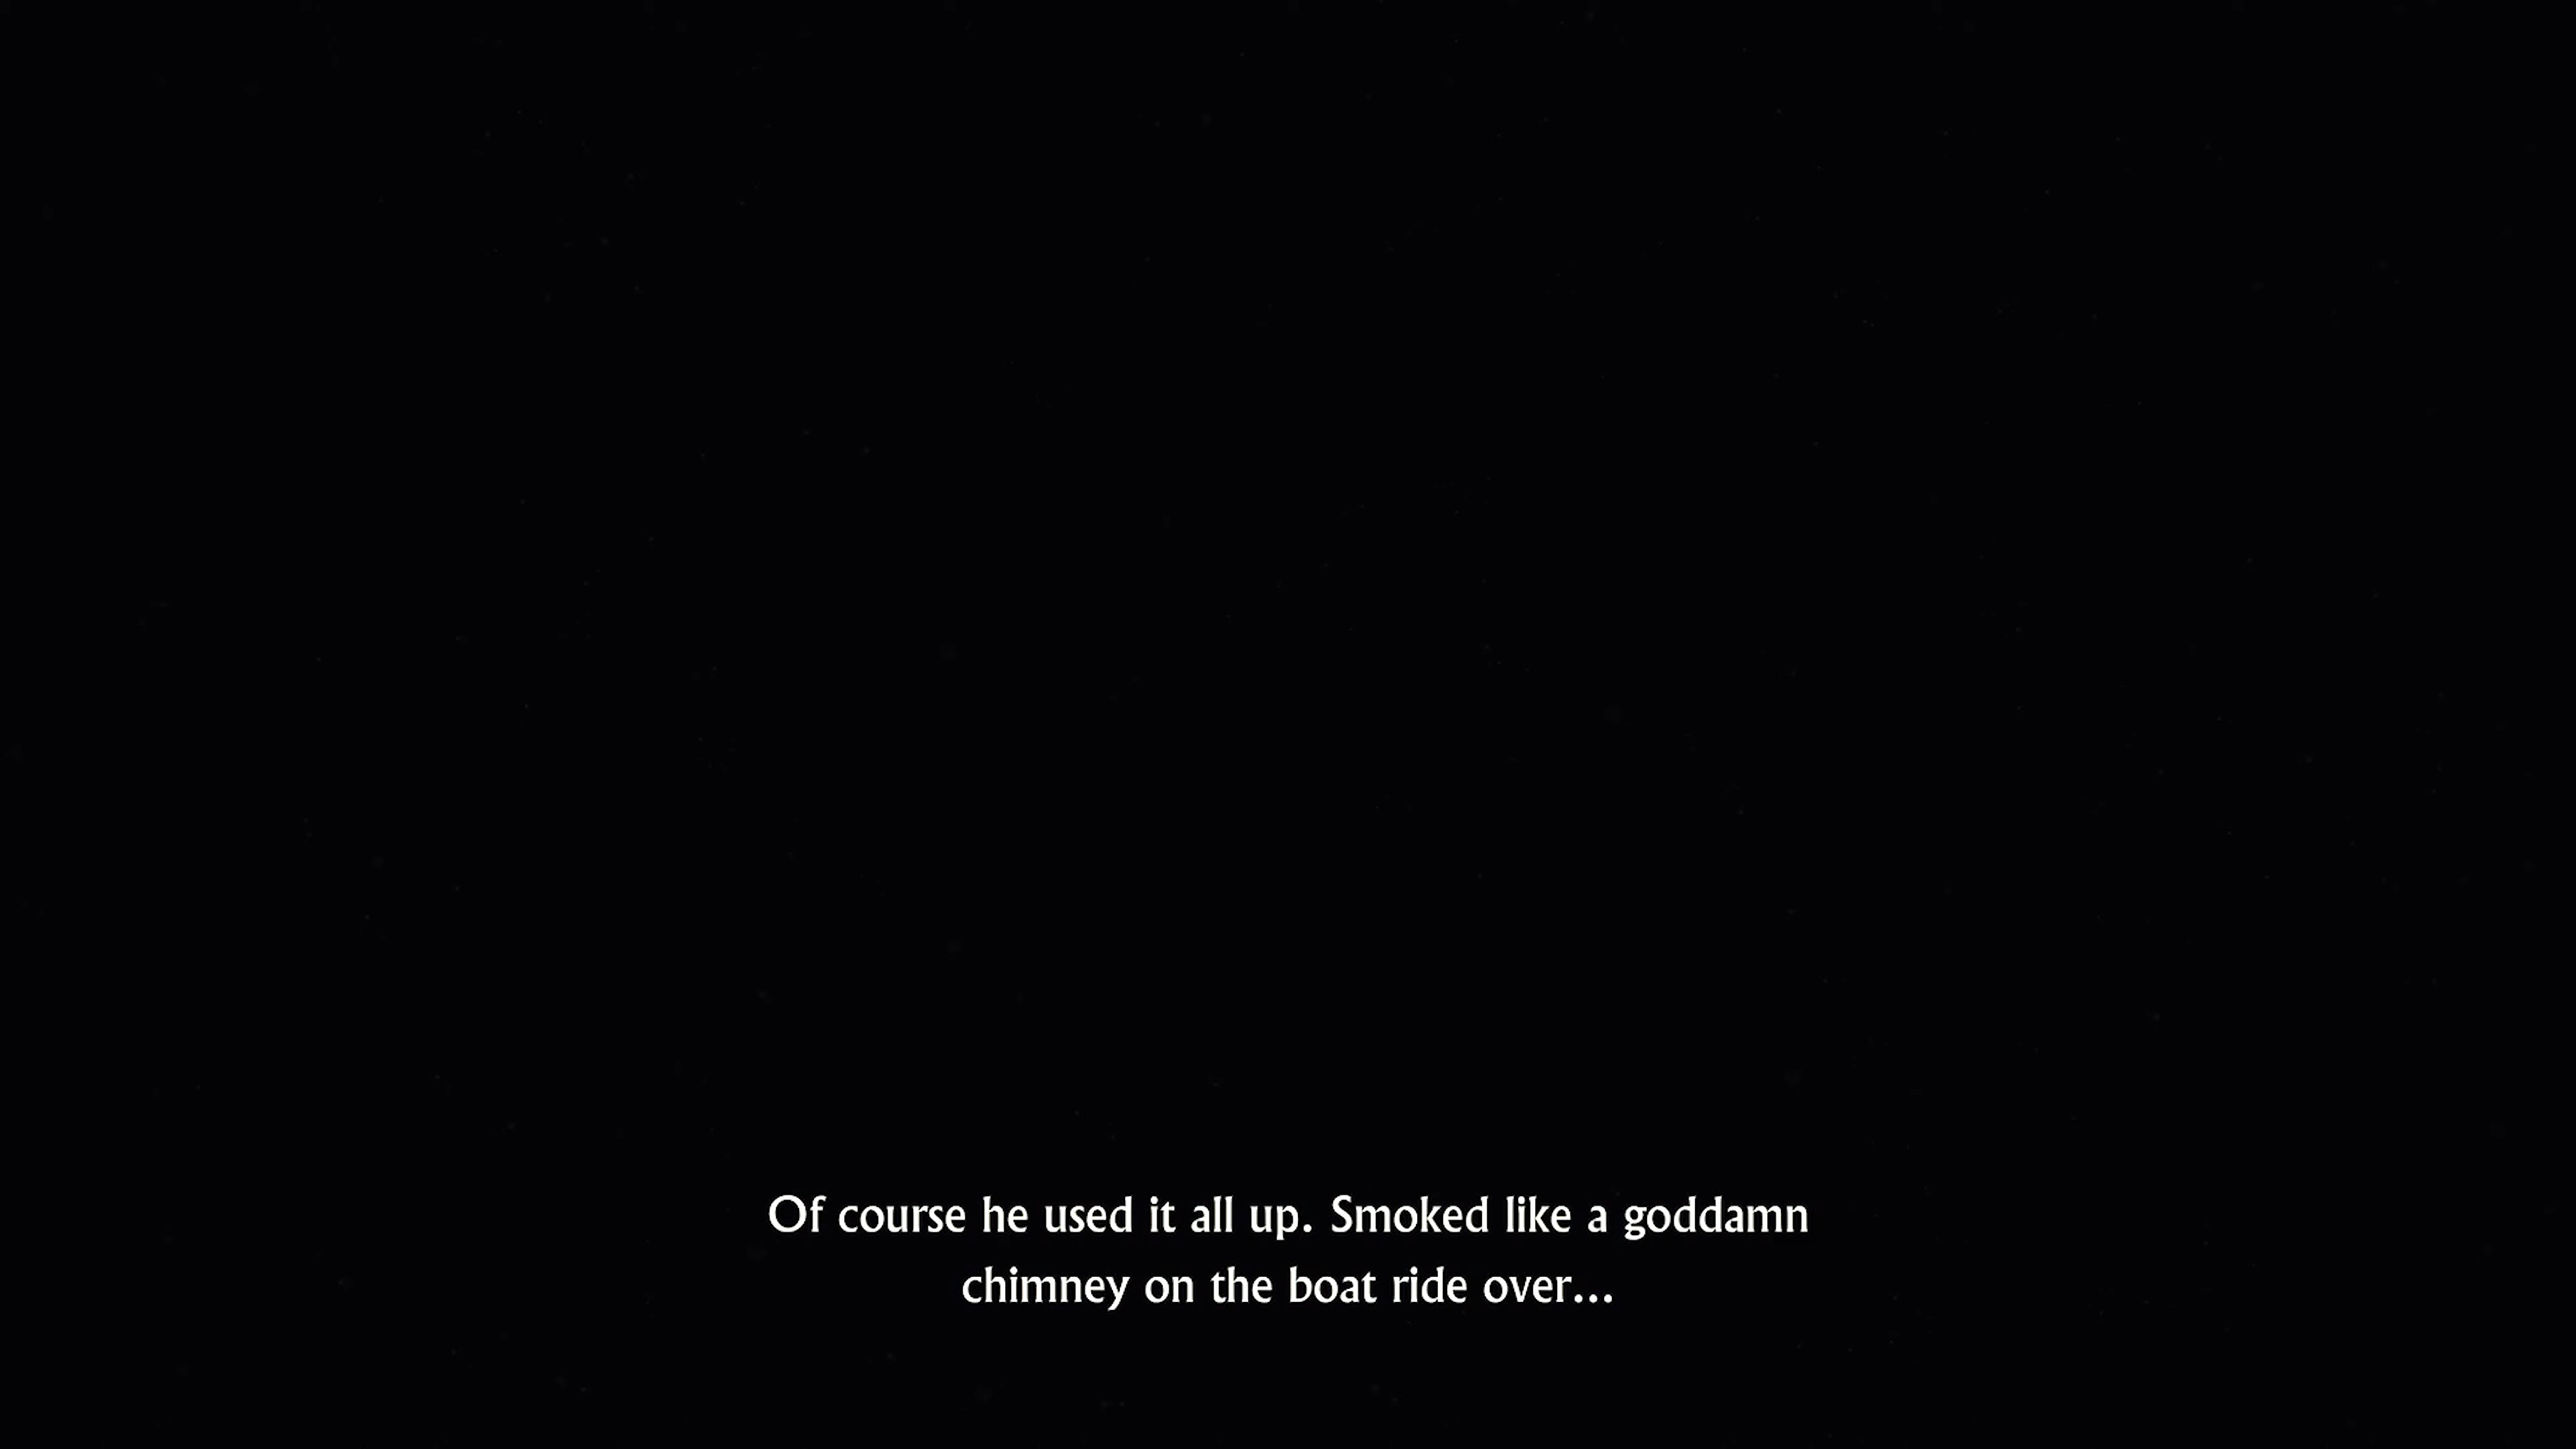 Of course he used it all up. Smoked like a goddamn
chimney on the boat ride over...